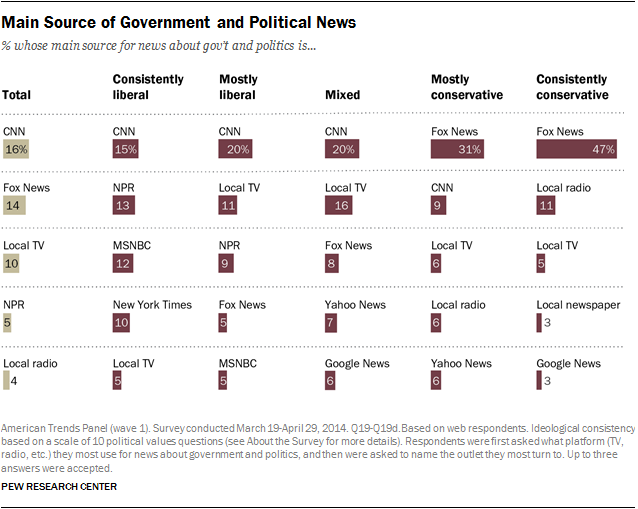 Main Source of Government and Political News
% whose main source for news about gov't and politics is...
Total Consistently liberal Mostly liberal Mixed Mostly conservative Consistently conservative
CNN CNN CNN CNN Fox News Fox News
16% 15% 20% 20% 31% 47%
Fox News NPR Local TV Local TV CNN Local radio
14 13 11 16 9 11
Local TV MSNBC NPR Fox News Local TV Local TV
10 12 9 8 6 5
NPR New York Times Fox News Yahoo News Local radio Local newspaper
5 10 5 7 6 3
Local radio Local TV MSNBC Google News Yahoo News Google News
4 5 5 6 6 3
American Trends Panel (wave 1). Survey conducted March 19-April 29, 2014. Q19-Q19d.Based on web respondents. Ideological consistency
based on a scale of 10 political values questions (see About the Survey for more details). Respondents were first asked what platform (TV,
radio, etc.) they most use for news about government and politics, and then were asked to name the outlet they most turn to. Up to three
answers were accepted.
PEW RESEARCH CENTER